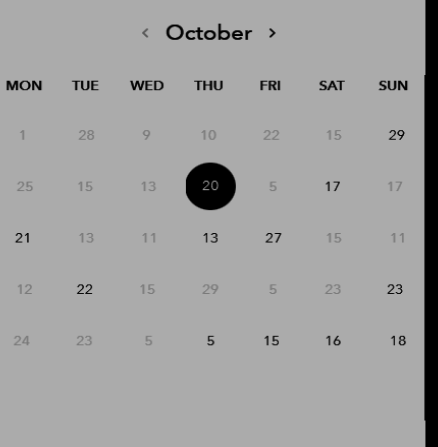 ‹ October ›
MON TUE WED THU FRI SAT SUN
1 28 9 10 22 15 29
25 15 13 20 5 17 17
21 13 11 13 27 15 11
12 22 15 29 5 23 23
24 23 5 5 15 16 18